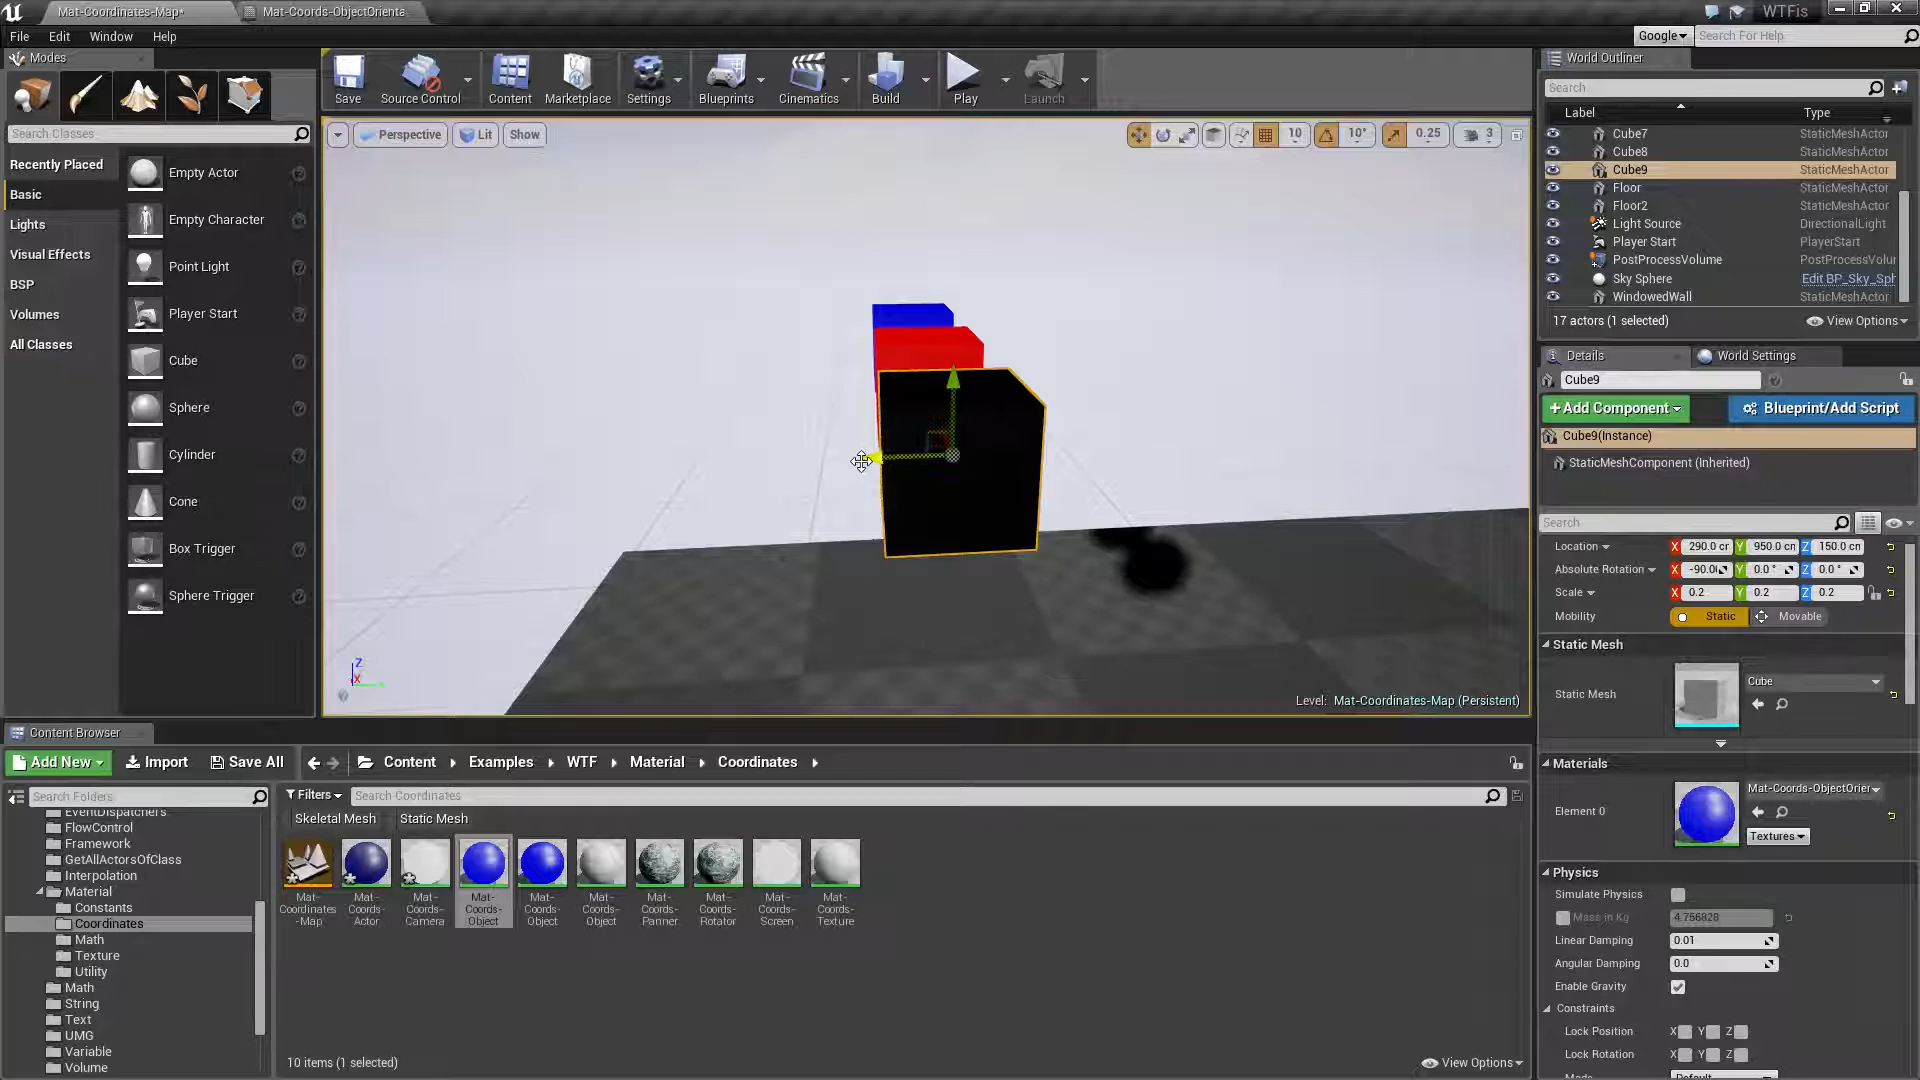 Mat-Coordinates-Map*
Mat-Coords-ObjectOrienta
WTFis
File Edit Window Help
Google
Search For Help
Modes
Save
Source Control
Content
Marketplace
Settings
Blueprints
Cinematics
Build
Play
Launch
Search Classes
Recently Placed
Basic
Lights
Visual Effects
BSP
Volumes
All Classes
Empty Actor
Empty Character
Point Light
Player Start
Cube
Sphere
Cylinder
Cone
Box Trigger
Sphere Trigger
Perspective
Lit
Show
10
10°
0.25
3
Z
X
Level: Mat-Coordinates-Map (Persistent)
World Outliner
Search
Label Type
Cube7 StaticMeshActor
Cube8 StaticMeshActor
Cube9 StaticMeshActor
Floor StaticMeshActor
Floor2 StaticMeshActor
Light Source DirectionalLight
Player Start PlayerStart
PostProcessVolume PostProcessVolur
Sky Sphere Edit BP_Sky_Sph
WindowedWall StaticMeshActor
17 actors (1 selected)
View Options
Details
World Settings
Cube9
+Add Component
Blueprint/Add Script
Cube9(Instance)
StaticMeshComponent (Inherited)
Search
Location X 290.0 cm Y 950.0 cm Z 150.0 cm
Absolute Rotation X -90.0 Y 0.0 ° Z 0.0 °
Scale X 0.2 Y 0.2 Z 0.2
Mobility Static Movable
Static Mesh
Static Mesh
Cube
Materials
Element 0
Mat-Coords-ObjectOrier
Textures
Physics
Simulate Physics
Mass in Kg 4.756828
Linear Damping 0.01
Angular Damping 0.0
Enable Gravity
Constraints
Lock Position X Y Z
Lock Rotation X Y Z
Mode Default
Content Browser
Add New
Import
Save All
Content
Examples
WTF
Material
Coordinates
Search Folders
EventDispatchers
FlowControl
Framework
GetAllActorsOfClass
Interpolation
Material
Constants
Coordinates
Math
Texture
Utility
Math
String
Text
UMG
Variable
Volume
Filters
Search Coordinates
Skeletal Mesh
Static Mesh
Mat-Coordinates-Map
Mat-Coords-Actor
Mat-Coords-Camera
Mat-Coords-Object
Mat-Coords-Object
Mat-Coords-Object
Mat-Coords-Panner
Mat-Coords-Rotator
Mat-Coords-Screen
Mat-Coords-Texture
10 items (1 selected)
View Options